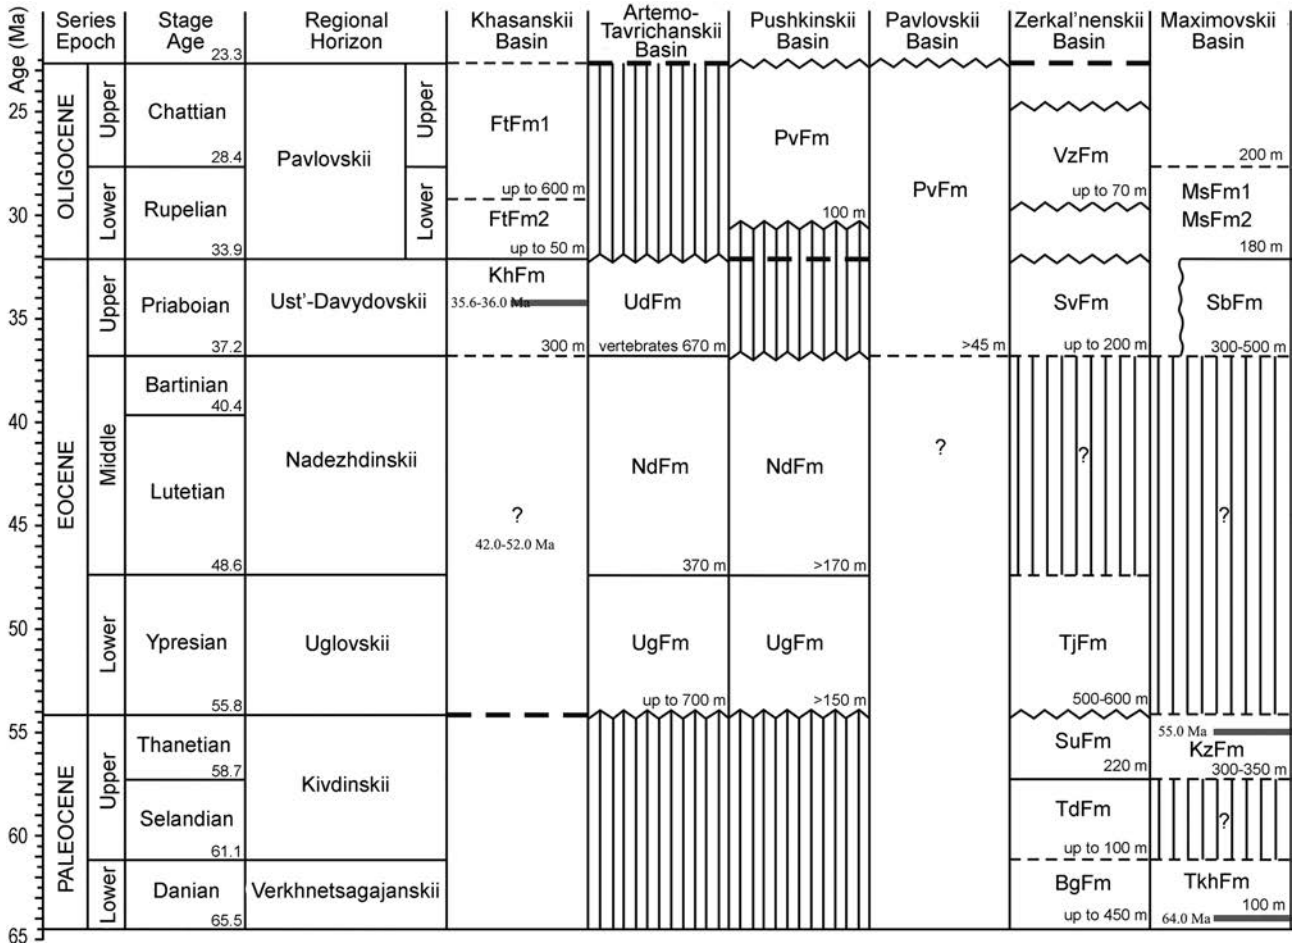 Age (Ma)
Series
Epoch
Stage
Age
23.3
Regional
Horizon
Khasanskii
Basin
Artemo-
Tavrichanskii
Basin
Pushkinskii
Basin
Pavlovskii
Basin
Zerkal'nenskii
Basin
Maximovskii
Basin
25
30
35
40
45
50
55
60
65
OLIGOCENE
EOCENE
PALEOCENE
Upper
Lower
Upper
Middle
Lower
Upper
Lower
Chattian
28.4
Rupelian
33.9
Priaboian
37.2
Bartinian
40.4
Lutetian
48.6
Ypresian
55.8
Thanetian
58.7
Selandian
61.1
Danian
65.5
Pavlovskii
Upper
Lower
Ust'-Davydovskii
Nadezhdinskii
Uglovskii
Kivdinskii
Verkhnetsagajanskii
FtFm1
up to 600 m
FtFm2
up to 50 m
KhFm
35.6-36.0 Ma
300 m
?
42.0-52.0 Ma
UdFm
vertebrates 670 m
NdFm
370 m
UgFm
up to 700 m
PvFm
100 m
NdFm
>170 m
UgFm
>150 m
PvFm
>45 m
?
VzFm
up to 70 m
SvFm
up to 200 m
?
TjFm
500-600 m
SuFm
220 m
TdFm
up to 100 m
BgFm
up to 450 m
200 m
MsFm1
MsFm2
180 m
SbFm
300-500 m
?
55.0 Ma
KzFm
300-350 m
?
TkhFm
100 m
64.0 Ma